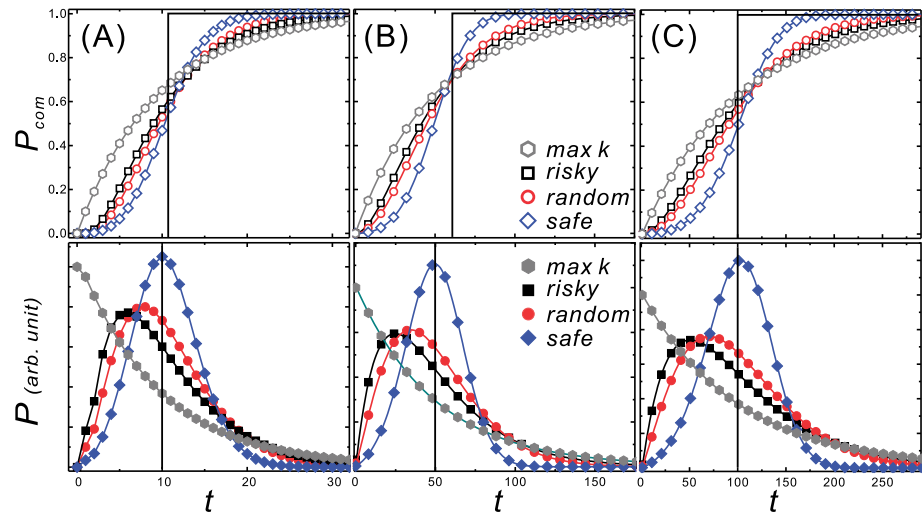 (A) (B) (C)
P com
1.0
0.8
0.6
0.4
0.2
0.0
max k
risky
random
safe
P (arb. unit)
max k
risky
random
safe
0 10 20 30 0 50 100 150 0 50 100 150 200 250
t t t